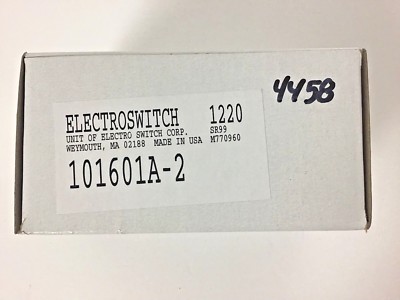 4458
ELECTROSWITCH 1220
UNIT OF ELECTRO SWITCH CORP. SR99
WEYMOUTH, MA 02188 MADE IN USA M770960
101601A-2